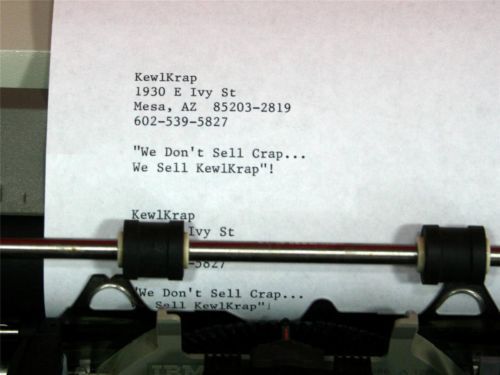 KewlKrap
1930 E Ivy St
Mesa, AZ  85203-2819
602-539-5827
"We Don't Sell Crap...
We Sell KewlKrap"!
KewlKrap
Ivy St
5827
"We Don't Sell Crap...
Sell KewlKrap"!
IBM